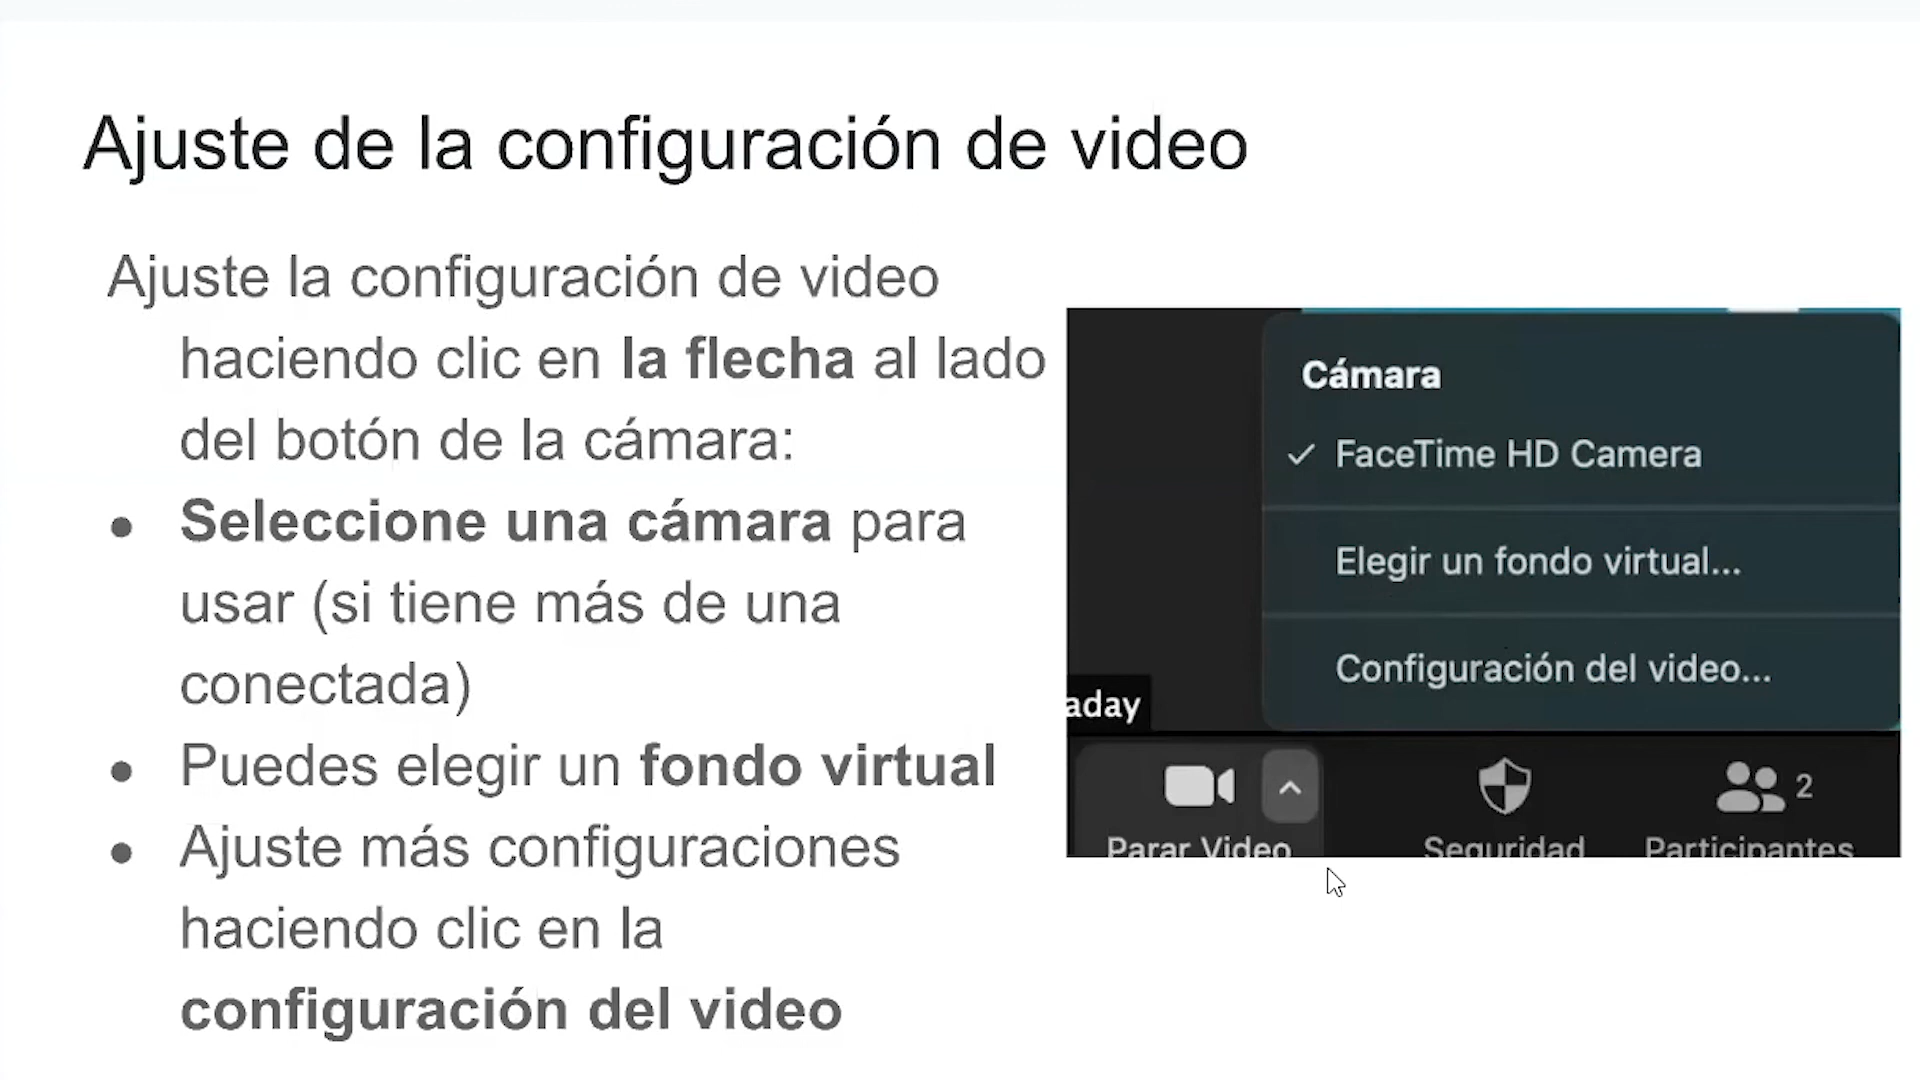 Ajuste de la configuración de video
Ajuste la configuración de video
haciendo clic en la flecha al lado
del botón de la cámara:
● Seleccione una cámara para
usar (si tiene más de una
conectada)
● Puedes elegir un fondo virtual
● Ajuste más configuraciones
haciendo clic en la
configuración del video
Cámara
✓ FaceTime HD Camera
Elegir un fondo virtual...
Configuración del video...
aday
2
Parar Video
Seguridad
Participantes